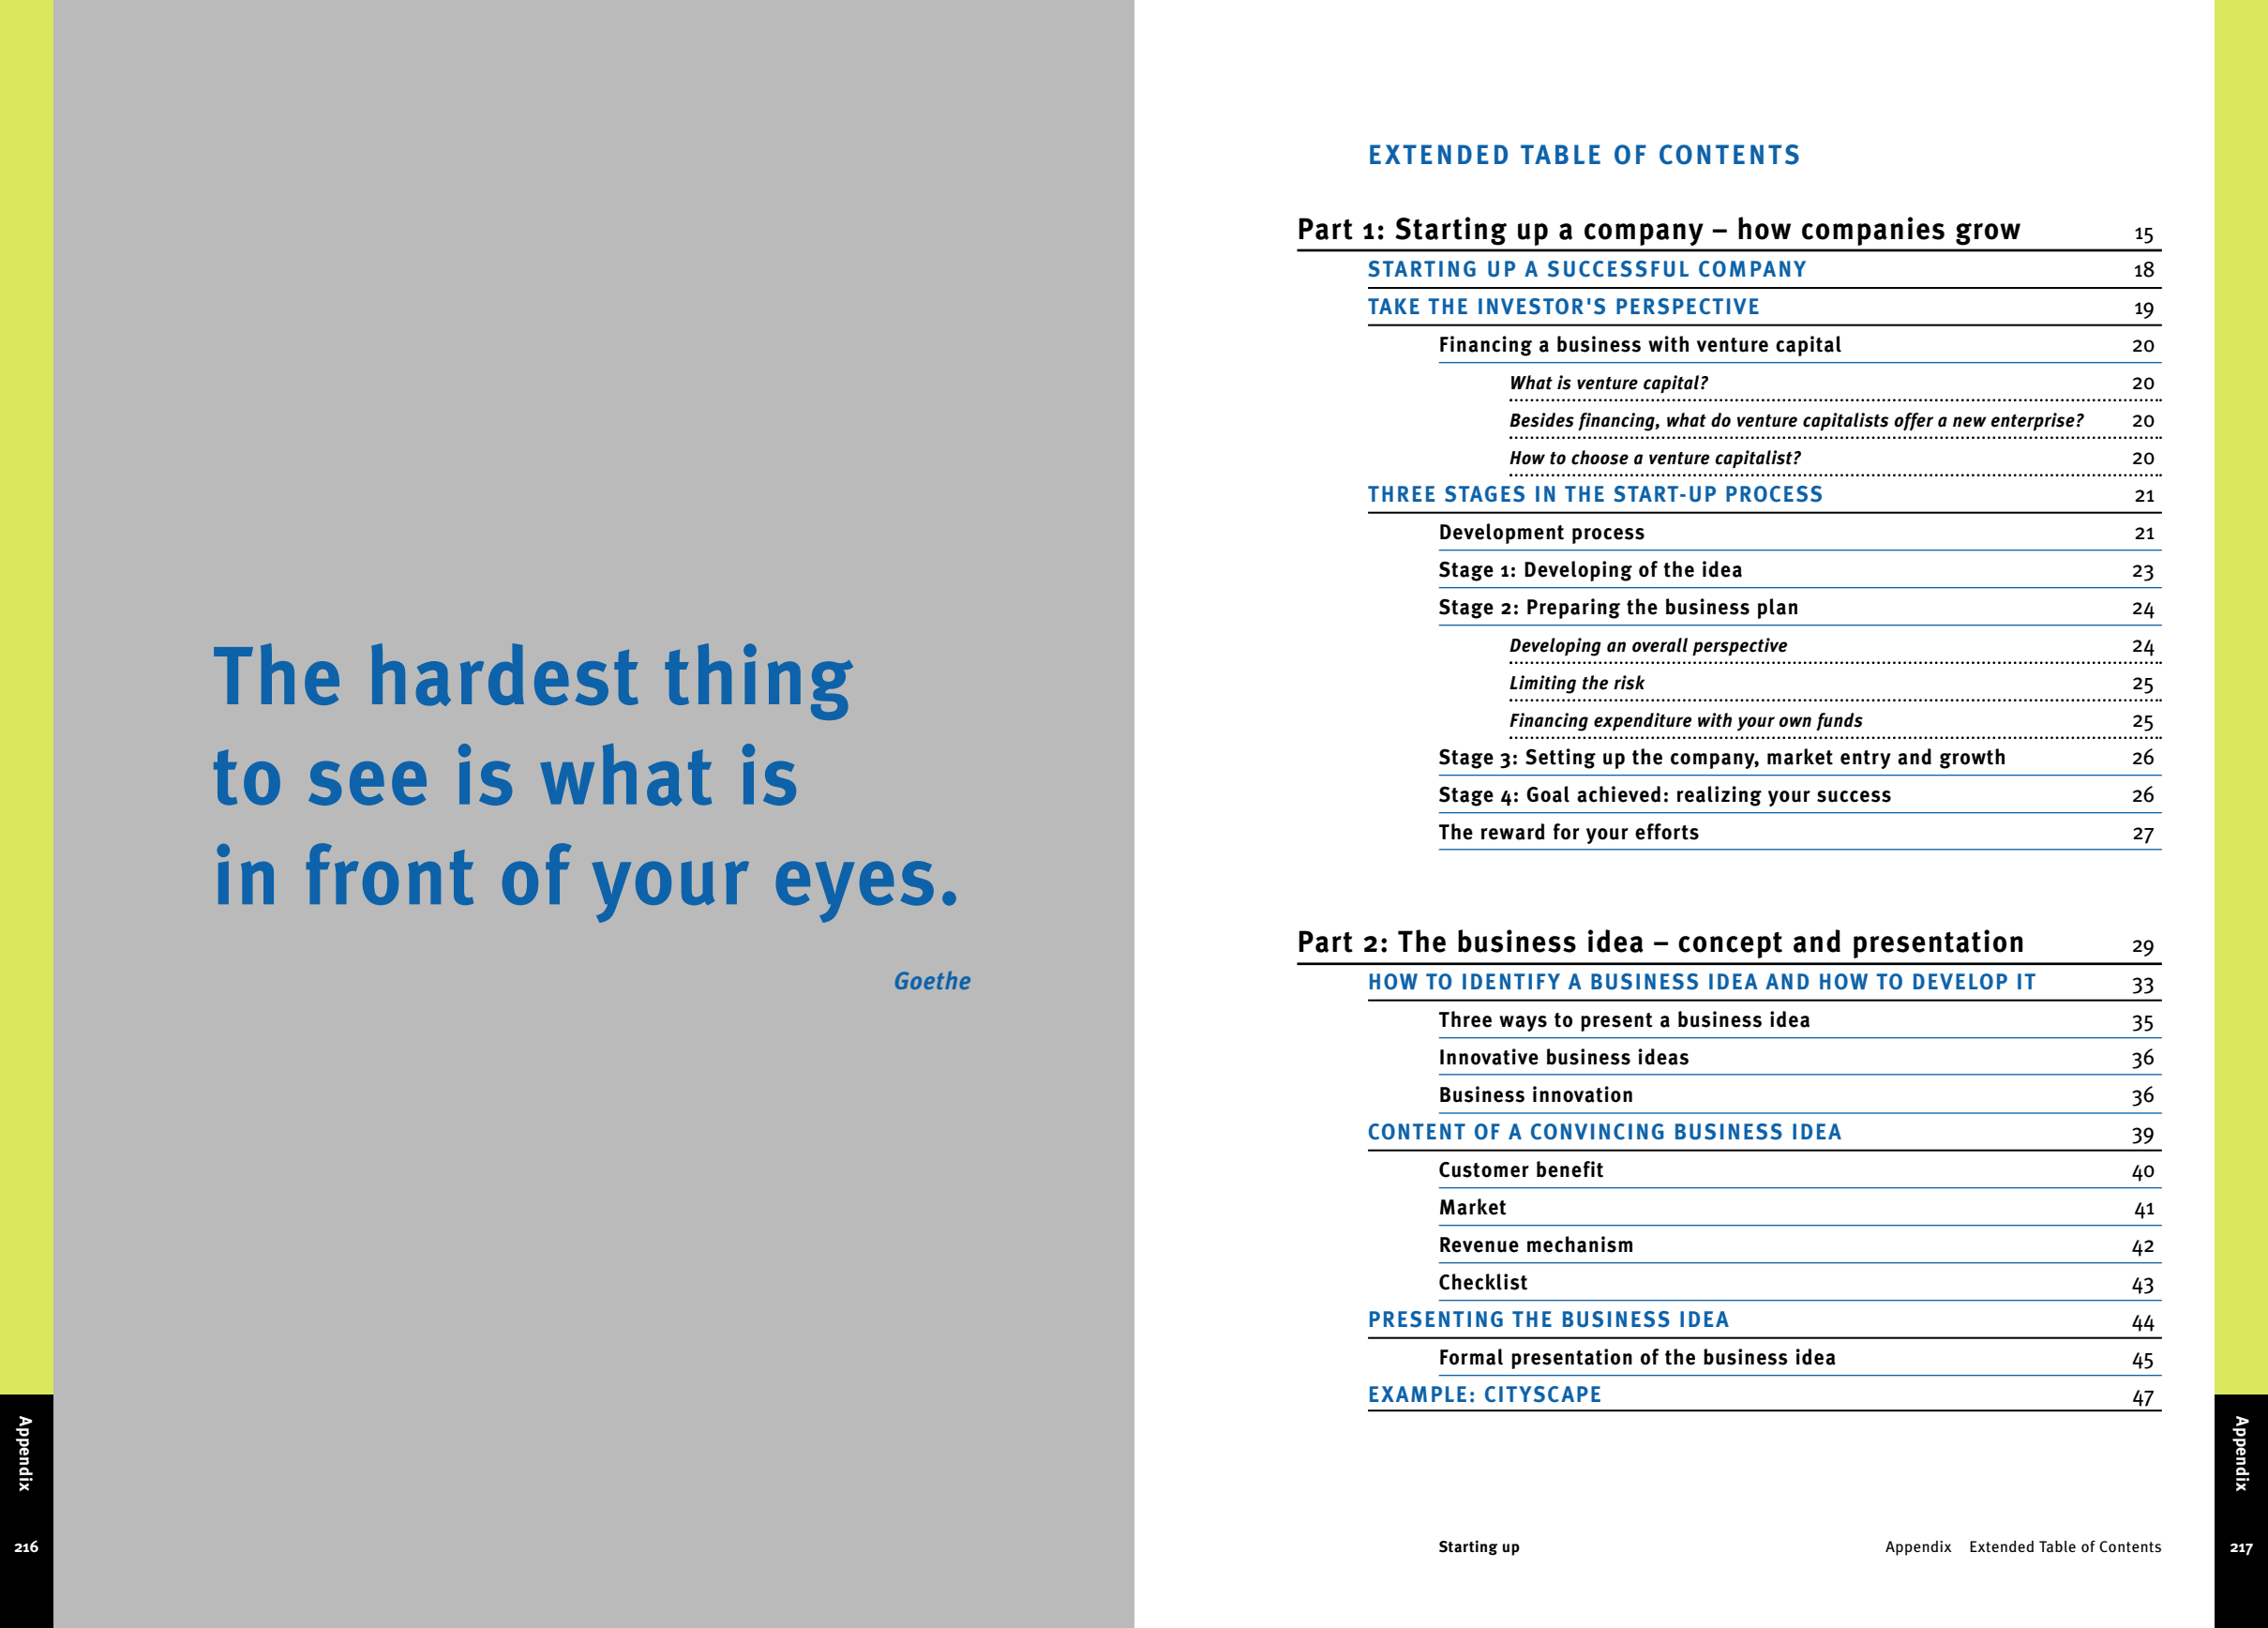 The hardest thing
to see is what is
in front of your eyes.
Goethe
Appendix
216
EXTENDED TABLE OF CONTENTS
Part 1: Starting up a company – how companies grow 15
STARTING UP A SUCCESSFUL COMPANY 18
TAKE THE INVESTOR'S PERSPECTIVE 19
Financing a business with venture capital 20
What is venture capital? 20
Besides financing, what do venture capitalists offer a new enterprise? 20
How to choose a venture capitalist? 20
THREE STAGES IN THE START-UP PROCESS 21
Development process 21
Stage 1: Developing of the idea 23
Stage 2: Preparing the business plan 24
Developing an overall perspective 24
Limiting the risk 25
Financing expenditure with your own funds 25
Stage 3: Setting up the company, market entry and growth 26
Stage 4: Goal achieved: realizing your success 26
The reward for your efforts 27
Part 2: The business idea – concept and presentation 29
HOW TO IDENTIFY A BUSINESS IDEA AND HOW TO DEVELOP IT 33
Three ways to present a business idea 35
Innovative business ideas 36
Business innovation 36
CONTENT OF A CONVINCING BUSINESS IDEA 39
Customer benefit 40
Market 41
Revenue mechanism 42
Checklist 43
PRESENTING THE BUSINESS IDEA 44
Formal presentation of the business idea 45
EXAMPLE: CITYSCAPE 47
Starting up Appendix Extended Table of Contents
Appendix
217